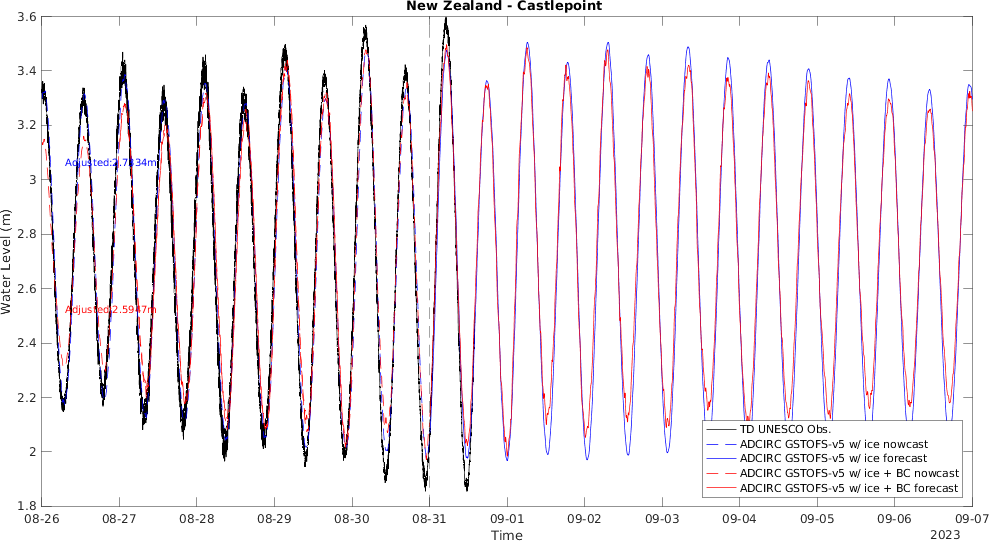 New Zealand - Castlepoint
3.6
3.4
3.2
3
2.8
2.6
2.4
2.2
2
1.8
Water Level (m)
Adjusted:2.7834m
Adjusted:2.5947m
TD UNESCO Obs.
ADCIRC GSTOFS-v5 w/ ice nowcast
ADCIRC GSTOFS-v5 w/ ice forecast
ADCIRC GSTOFS-v5 w/ ice + BC nowcast
ADCIRC GSTOFS-v5 w/ ice + BC forecast
08-26 08-27 08-28 08-29 08-30 08-31 09-01 09-02 09-03 09-04 09-05 09-06 09-07
Time
2023